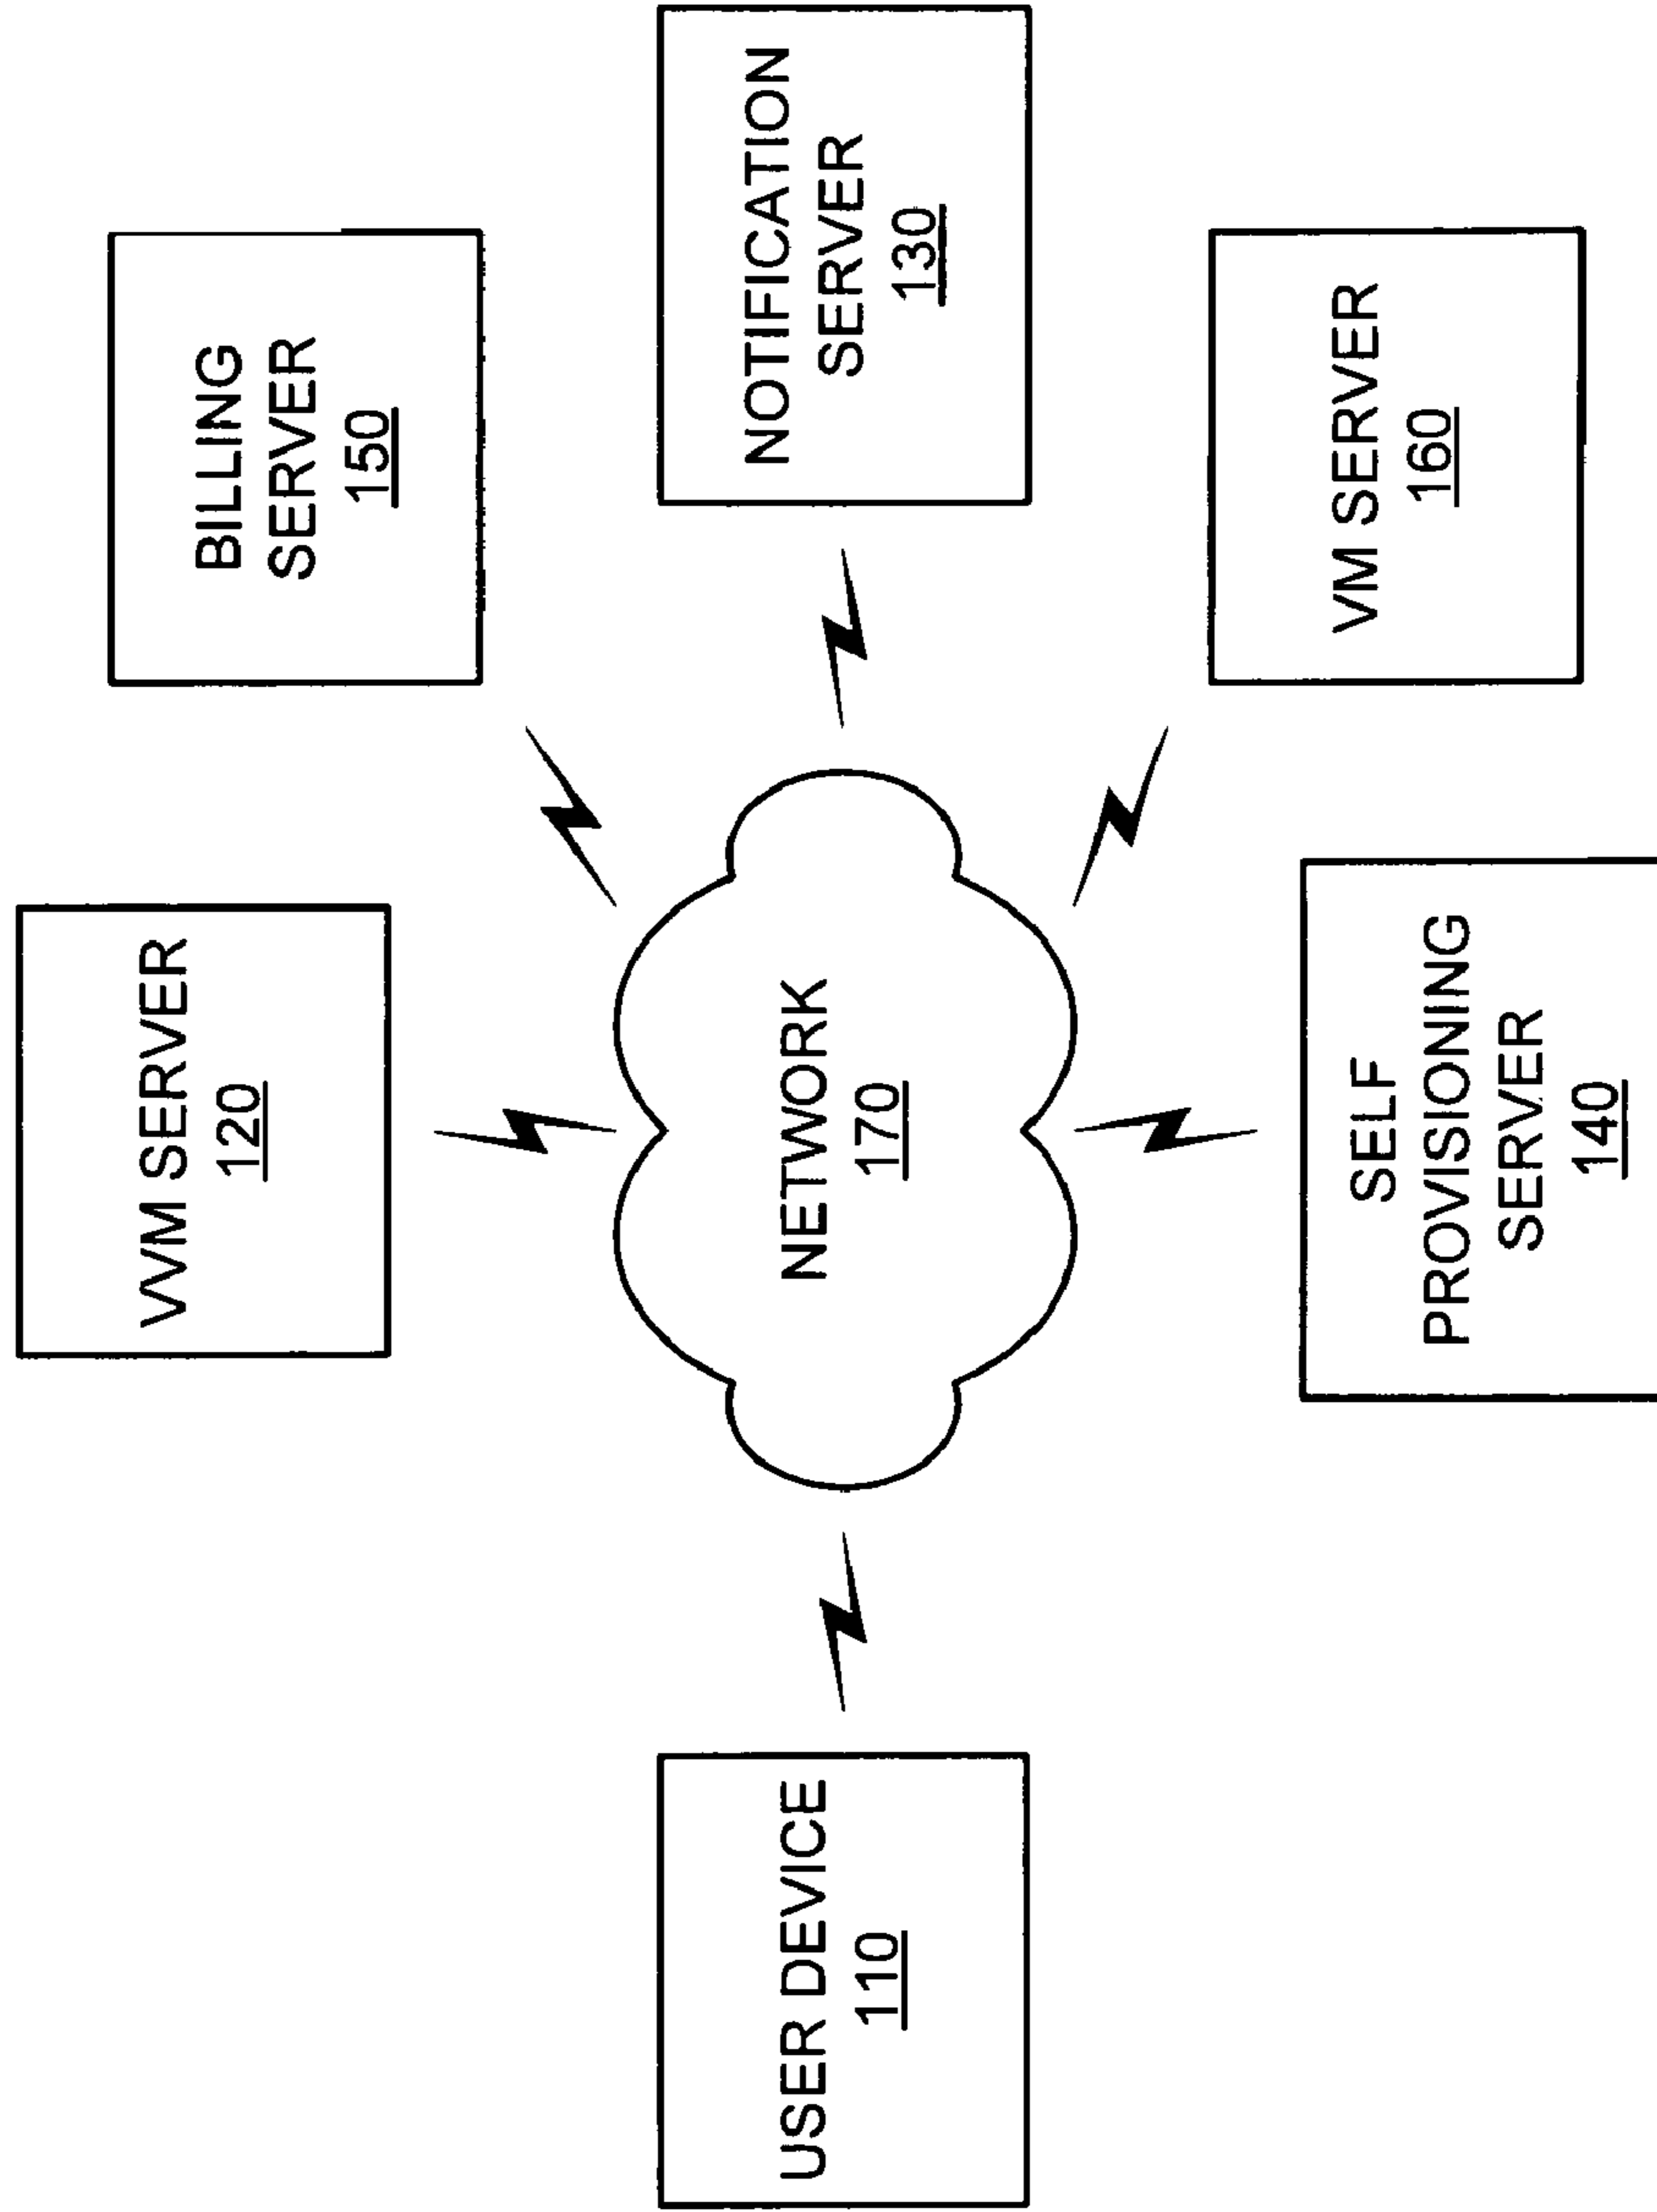 VVM SERVER
120
BILLING
SERVER
150
USER DEVICE
110
NETWORK
170
NOTIFICATION
SERVER
130
SELF
PROVISIONING
SERVER
140
VM SERVER
160